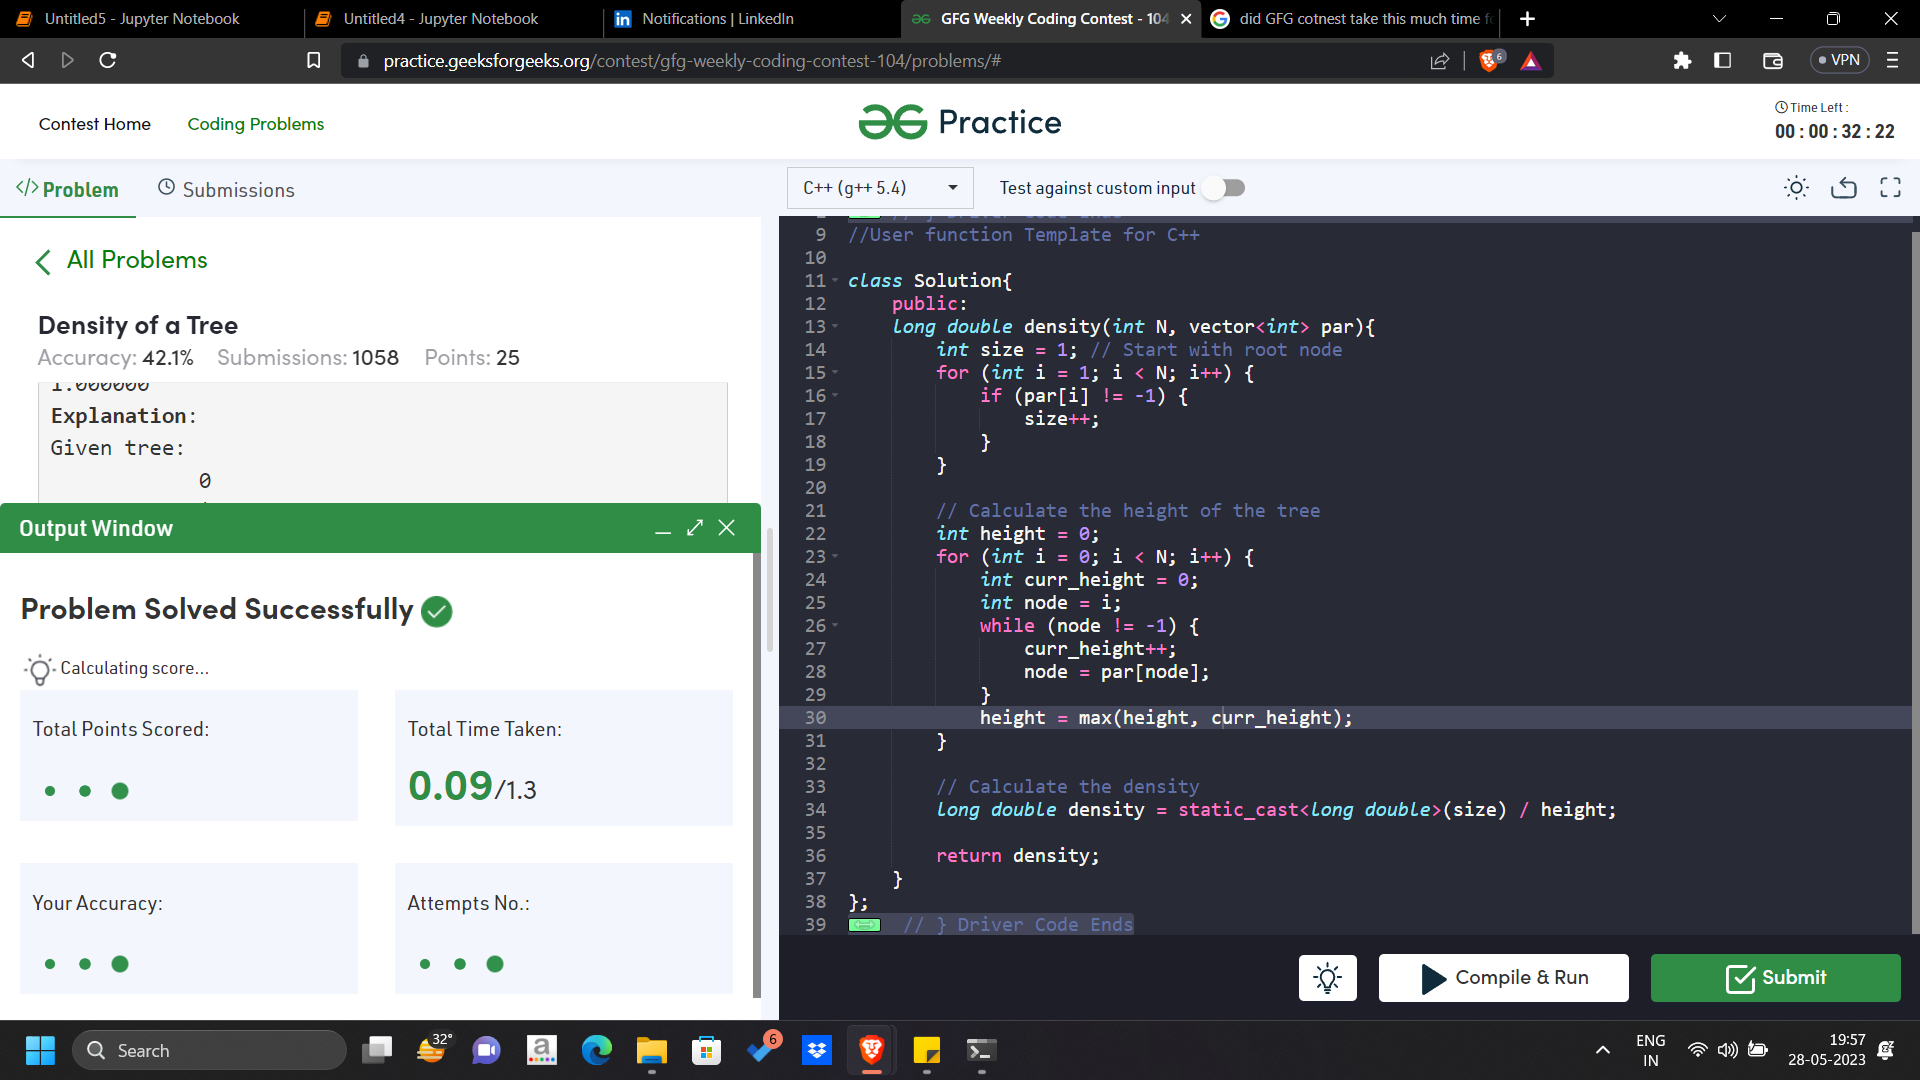 Untitled5 - Jupyter Notebook
Untitled4 - Jupyter Notebook
Notifications | LinkedIn
GFG Weekly Coding Contest - 104
did GFG cotnest take this much time fo
practice.geeksforgeeks.org/contest/gfg-weekly-coding-contest-104/problems/#
6
VPN
Contest Home
Coding Problems
Practice
Time Left :
00 : 00 : 32 : 22
</> Problem
Submissions
C++ (g++ 5.4)
Test against custom input
All Problems
Density of a Tree
Accuracy: 42.1% Submissions: 1058 Points: 25
1.000000
Explanation:
Given tree:
0
Output Window
Problem Solved Successfully
Calculating score...
Total Points Scored:
Total Time Taken:
0.09/1.3
Your Accuracy:
Attempts No.:
// } Driver Code Ends
9 //User function Template for C++
10
11 class Solution{
12 public:
13 long double density(int N, vector<int> par){
14 int size = 1; // Start with root node
15 for (int i = 1; i < N; i++) {
16 if (par[i] != -1) {
17 size++;
18 }
19 }
20
21 // Calculate the height of the tree
22 int height = 0;
23 for (int i = 0; i < N; i++) {
24 int curr_height = 0;
25 int node = i;
26 while (node != -1) {
27 curr_height++;
28 node = par[node];
29 }
30 height = max(height, curr_height);
31 }
32
33 // Calculate the density
34 long double density = static_cast<long double>(size) / height;
35
36 return density;
37 }
38 };
39 // } Driver Code Ends
Compile & Run
Submit
Search
32°
a
6
ENG
IN
19:57
28-05-2023